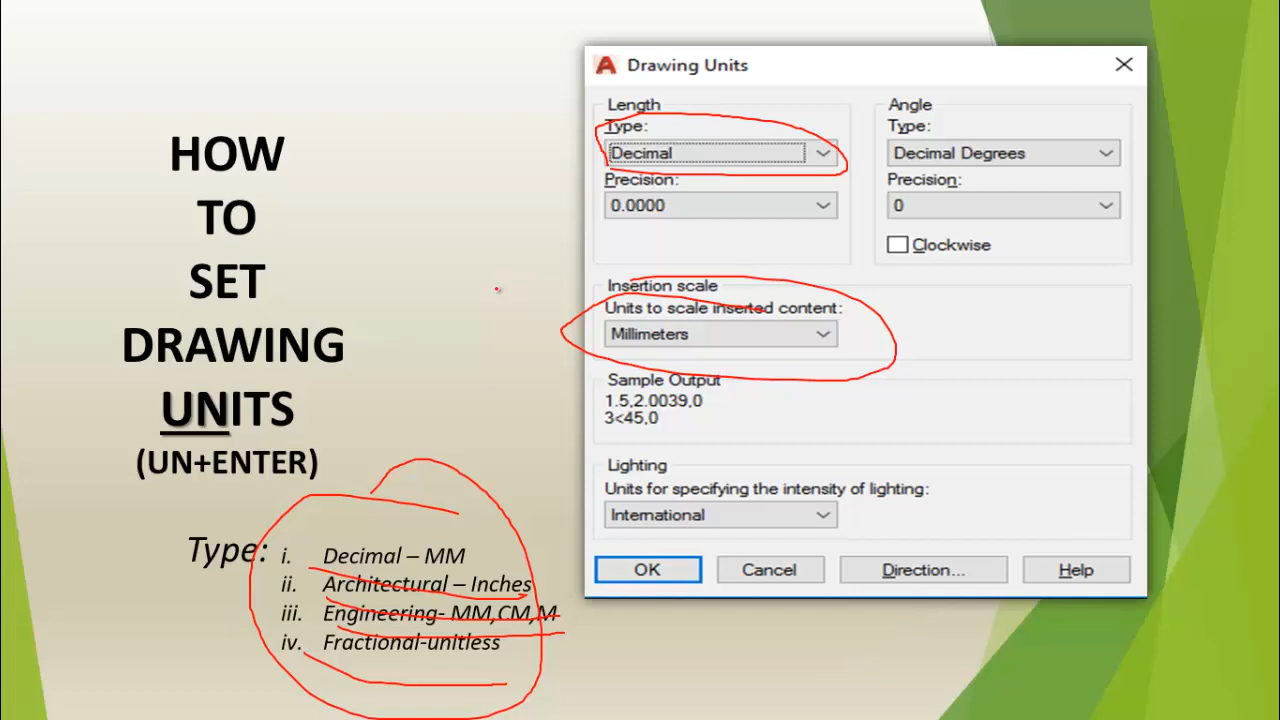 HOW
TO
SET
DRAWING
UNITS
(UN+ENTER)
Type:
i. Decimal – MM
ii. Architectural – Inches
iii. Engineering- MM,CM,M
iv. Fractional-unitless
Drawing Units
Length
Type:
Decimal
Precision:
0.0000
Angle
Type:
Decimal Degrees
Precision:
0
Clockwise
Insertion scale
Units to scale inserted content:
Millimeters
Sample Output
1.5,2.0039,0
3<45,0
Lighting
Units for specifying the intensity of lighting:
International
OK Cancel Direction... Help